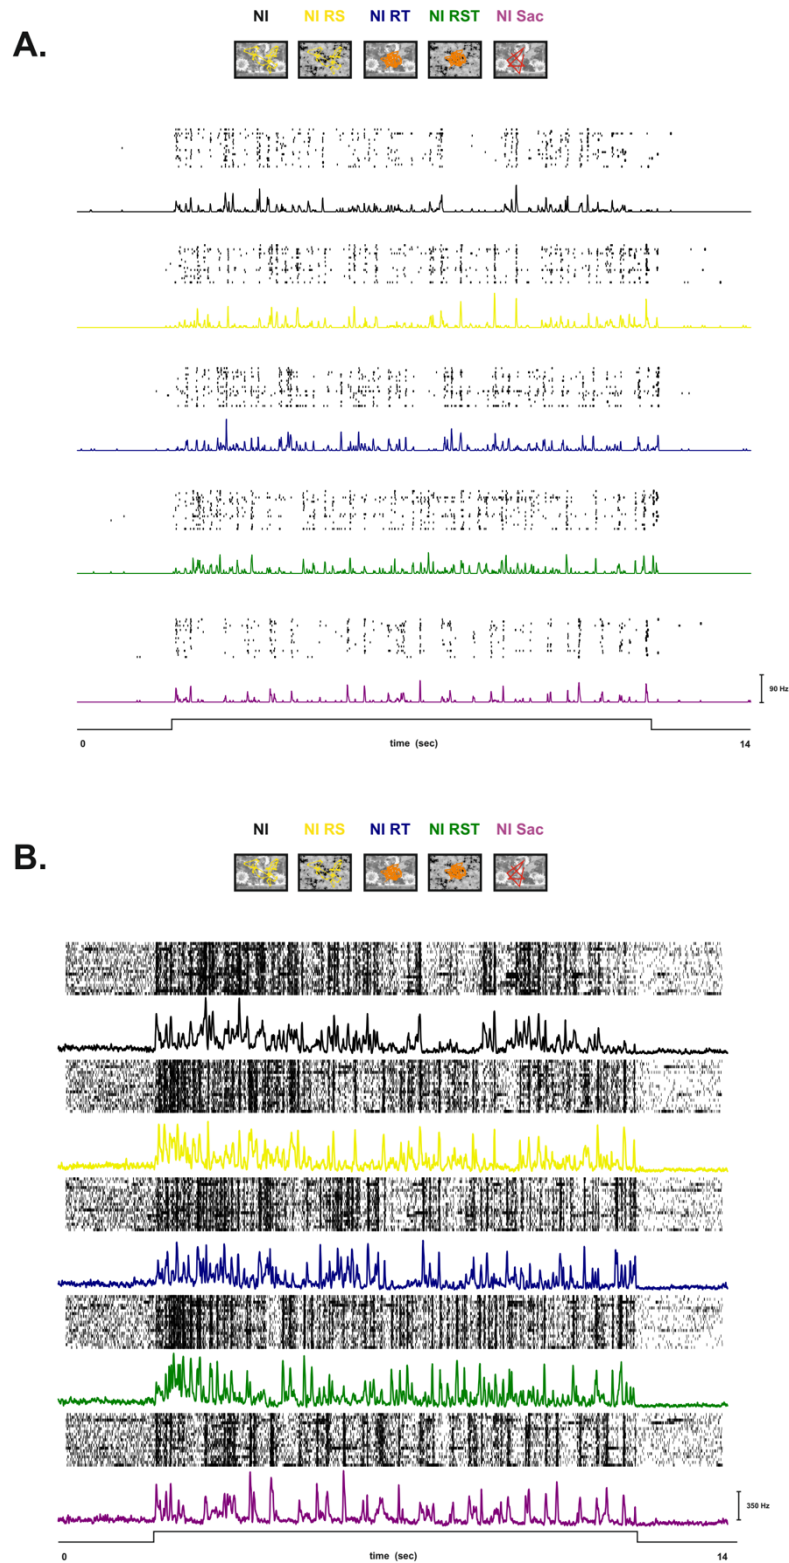 NI NI RS NI RT NI RST NI Sac
A.
90 Hz
0 time (sec) 14
NI NI RS NI RT NI RST NI Sac
B.
350 Hz
0 time (sec) 14